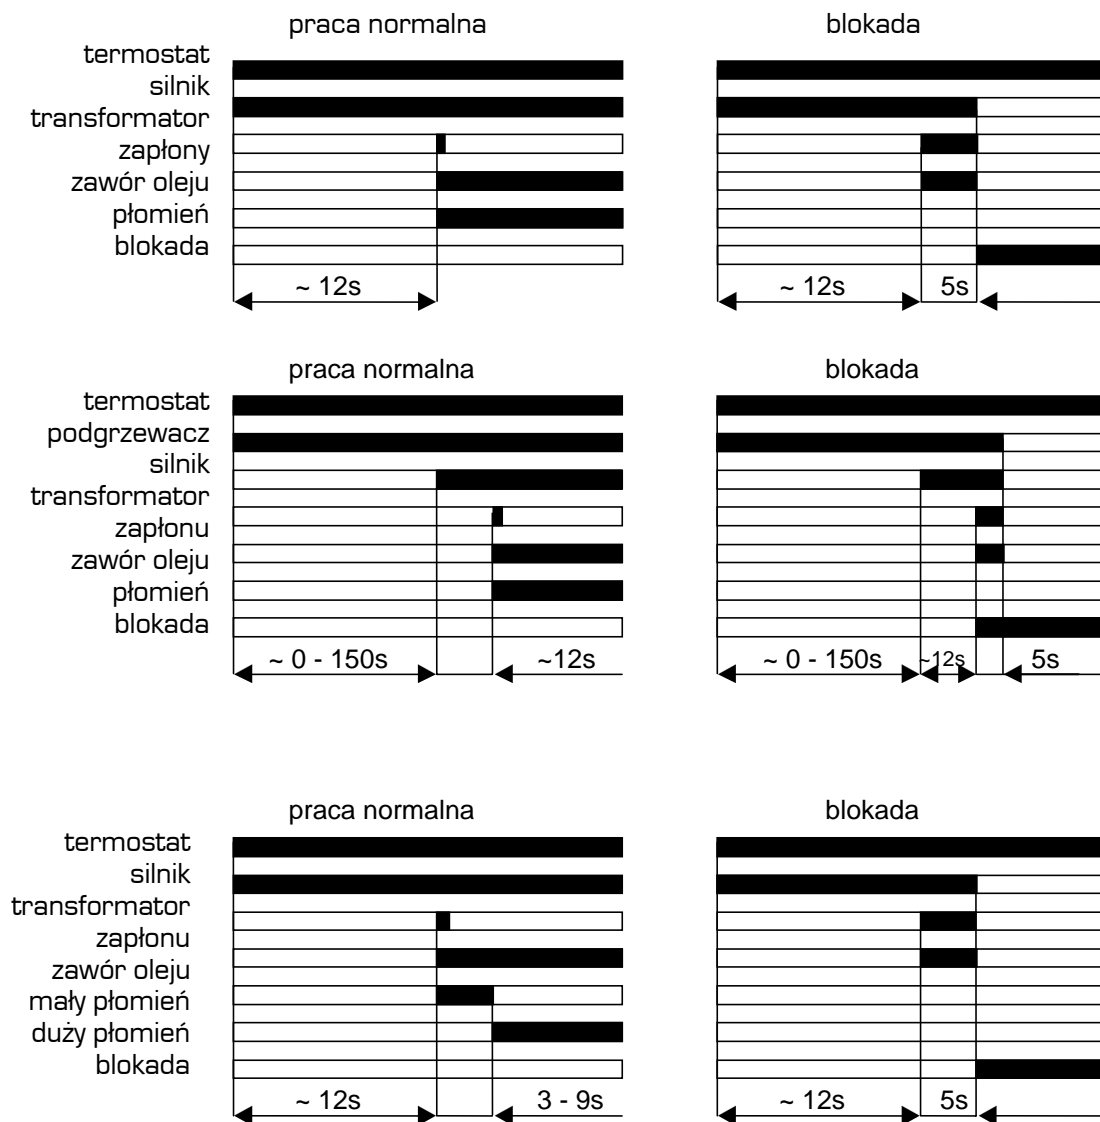 praca normalna
blokada
termostat
silnik
transformator
zapłony
zawór oleju
płomień
blokada
~ 12s
~ 12s
5s
praca normalna
blokada
termostat
podgrzewacz
silnik
transformator
zapłonu
zawór oleju
płomień
blokada
~ 0 - 150s
~12s
~ 0 - 150s
~12s
5s
praca normalna
blokada
termostat
silnik
transformator
zapłonu
zawór oleju
mały płomień
duży płomień
blokada
~ 12s
3 - 9s
~ 12s
5s